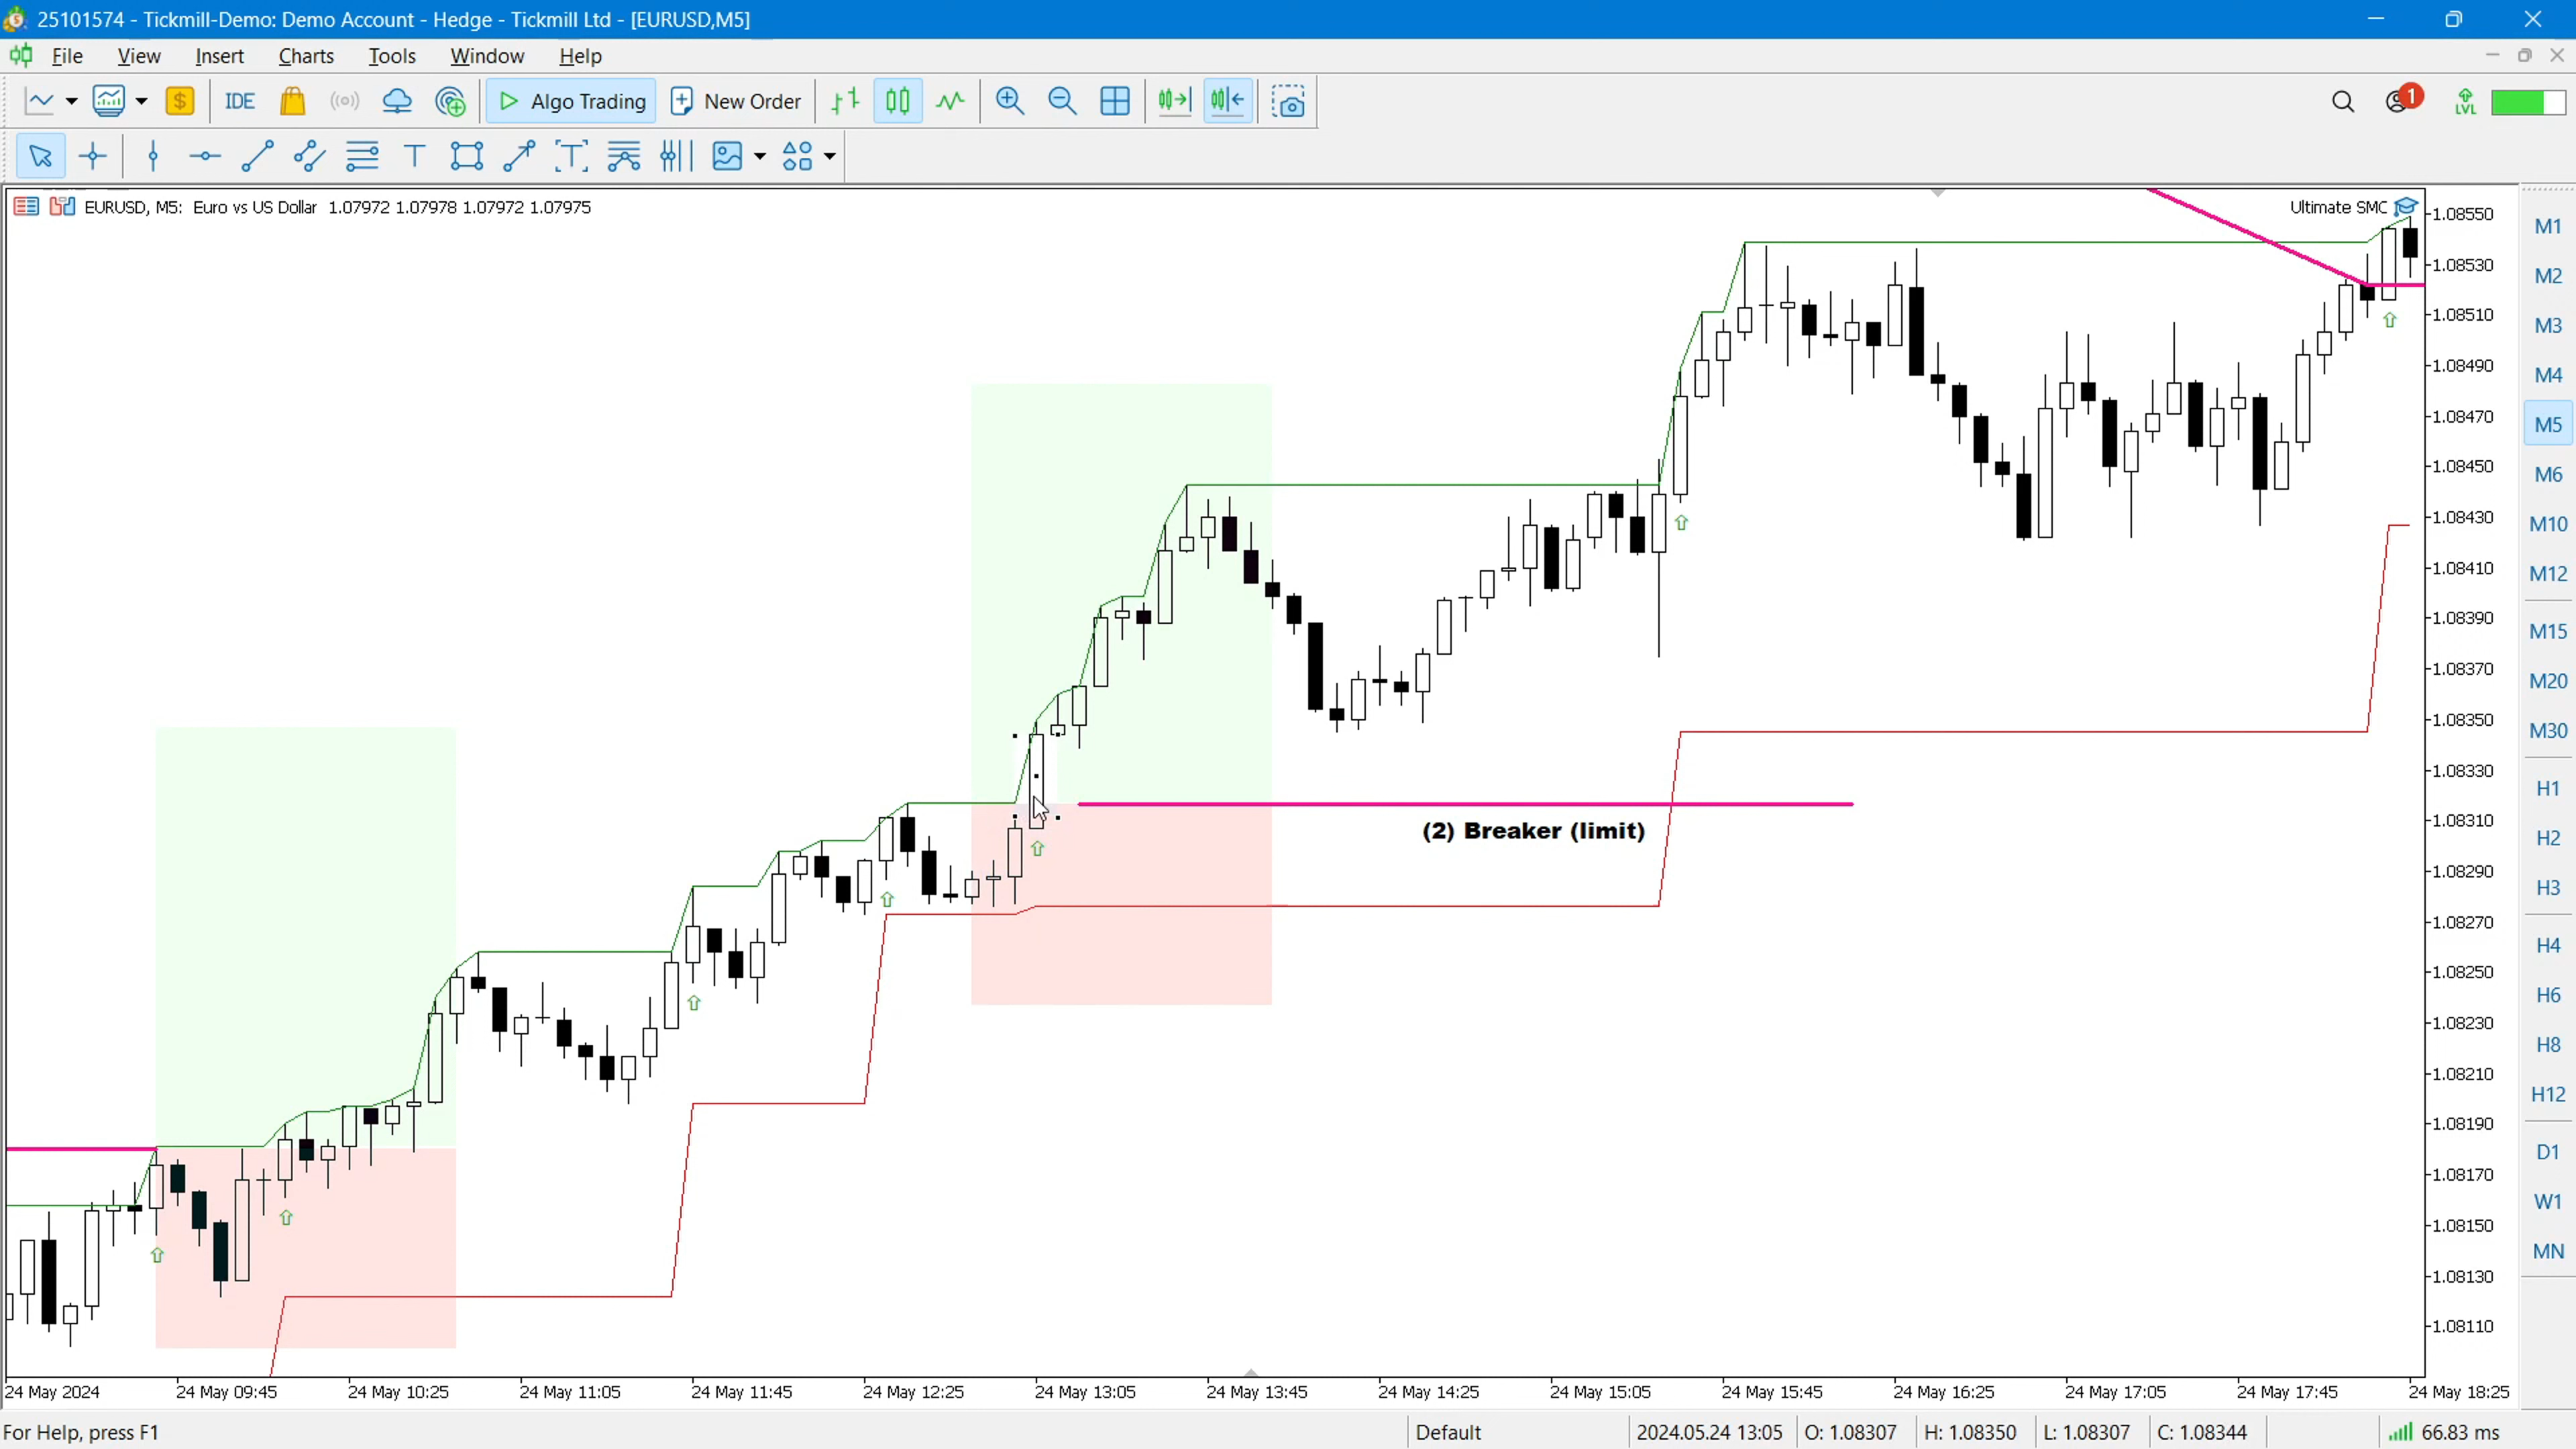 25101574 - Tickmill-Demo: Demo Account - Hedge - Tickmill Ltd - [EURUSD,M5]
File View Insert Charts Tools Window Help
IDE Algo Trading New Order 1 LVL
EURUSD, M5: Euro vs US Dollar 1.07972 1.07978 1.07972 1.07975
Ultimate SMC
1.08550
1.08530
1.08510
1.08490
1.08470
1.08450
1.08430
1.08410
1.08390
1.08370
1.08350
1.08330
1.08310
1.08290
1.08270
1.08250
1.08230
1.08210
1.08190
1.08170
1.08150
1.08130
1.08110
M1
M2
M3
M4
M5
M6
M10
M12
M15
M20
M30
H1
H2
H3
H4
H6
H8
H12
D1
W1
MN
(2) Breaker (limit)
24 May 2024 24 May 09:45 24 May 10:25 24 May 11:05 24 May 11:45 24 May 12:25 24 May 13:05 24 May 13:45 24 May 14:25 24 May 15:05 24 May 15:45 24 May 16:25 24 May 17:05 24 May 17:45 24 May 18:25
For Help, press F1 Default 2024.05.24 13:05 O: 1.08307 H: 1.08350 L: 1.08307 C: 1.08344 66.83 ms